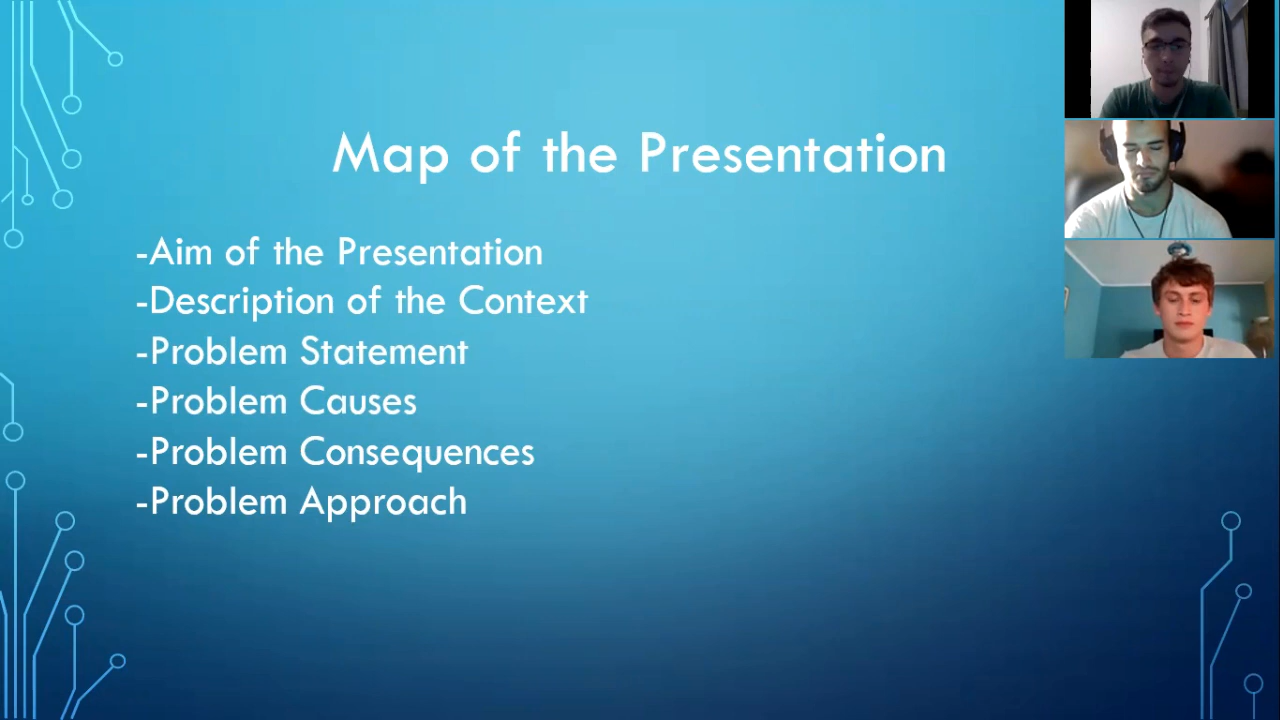 Map of the Presentation
-Aim of the Presentation
-Description of the Context
-Problem Statement
-Problem Causes
-Problem Consequences
-Problem Approach